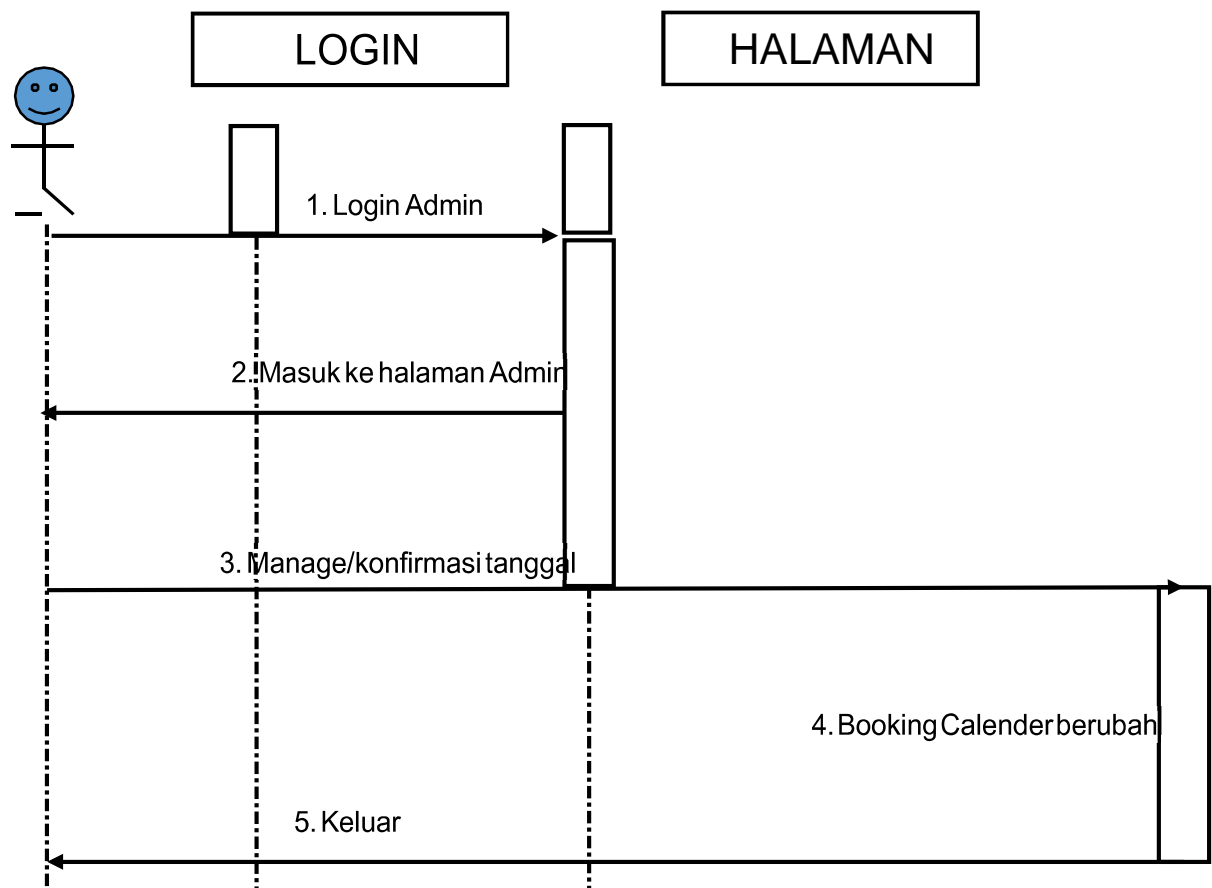 LOGIN
HALAMAN
1. Login Admin
2. Masuk ke halaman Admin
3. Manage/konfirmasi tanggal
4. Booking Calender berubah
5. Keluar